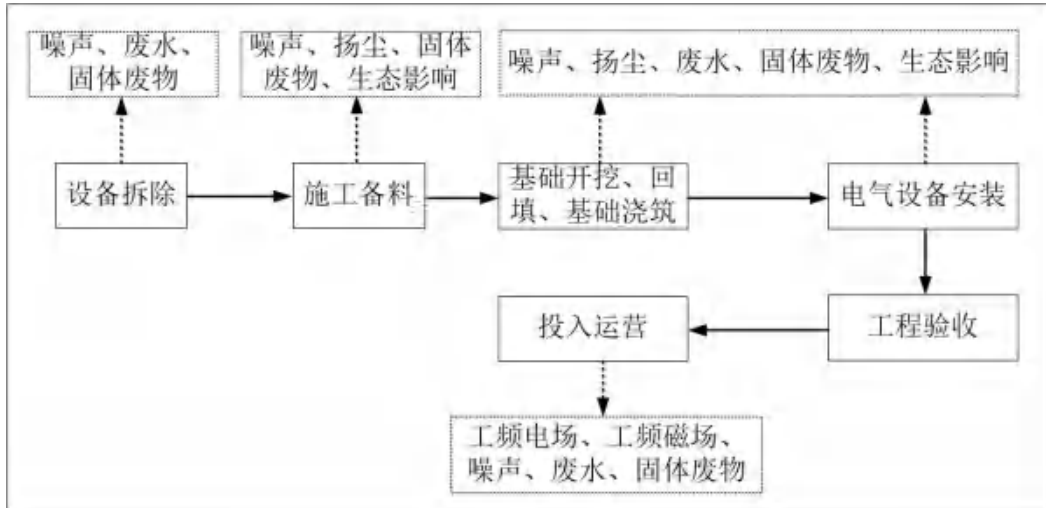 噪声、废水、
固体废物
噪声、扬尘、固体
废物、生态影响
噪声、扬尘、废水、固体废物、生态影响
设备拆除
施工备料
基础开挖、回
填、基础浇筑
电气设备安装
投入运营
工程验收
工频电场、工频磁场、
噪声、废水、固体废物